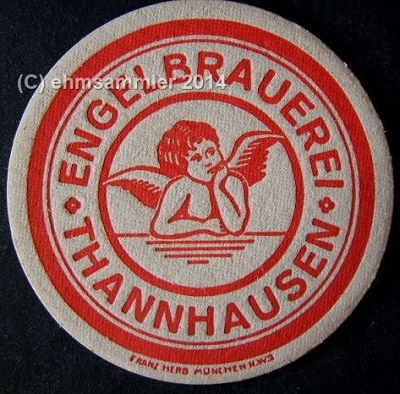 (C) ehmsammler 2014
ENGELBRAUEREI
THANNHAUSEN
FRANZ HERB MÜNCHEN N.W.3